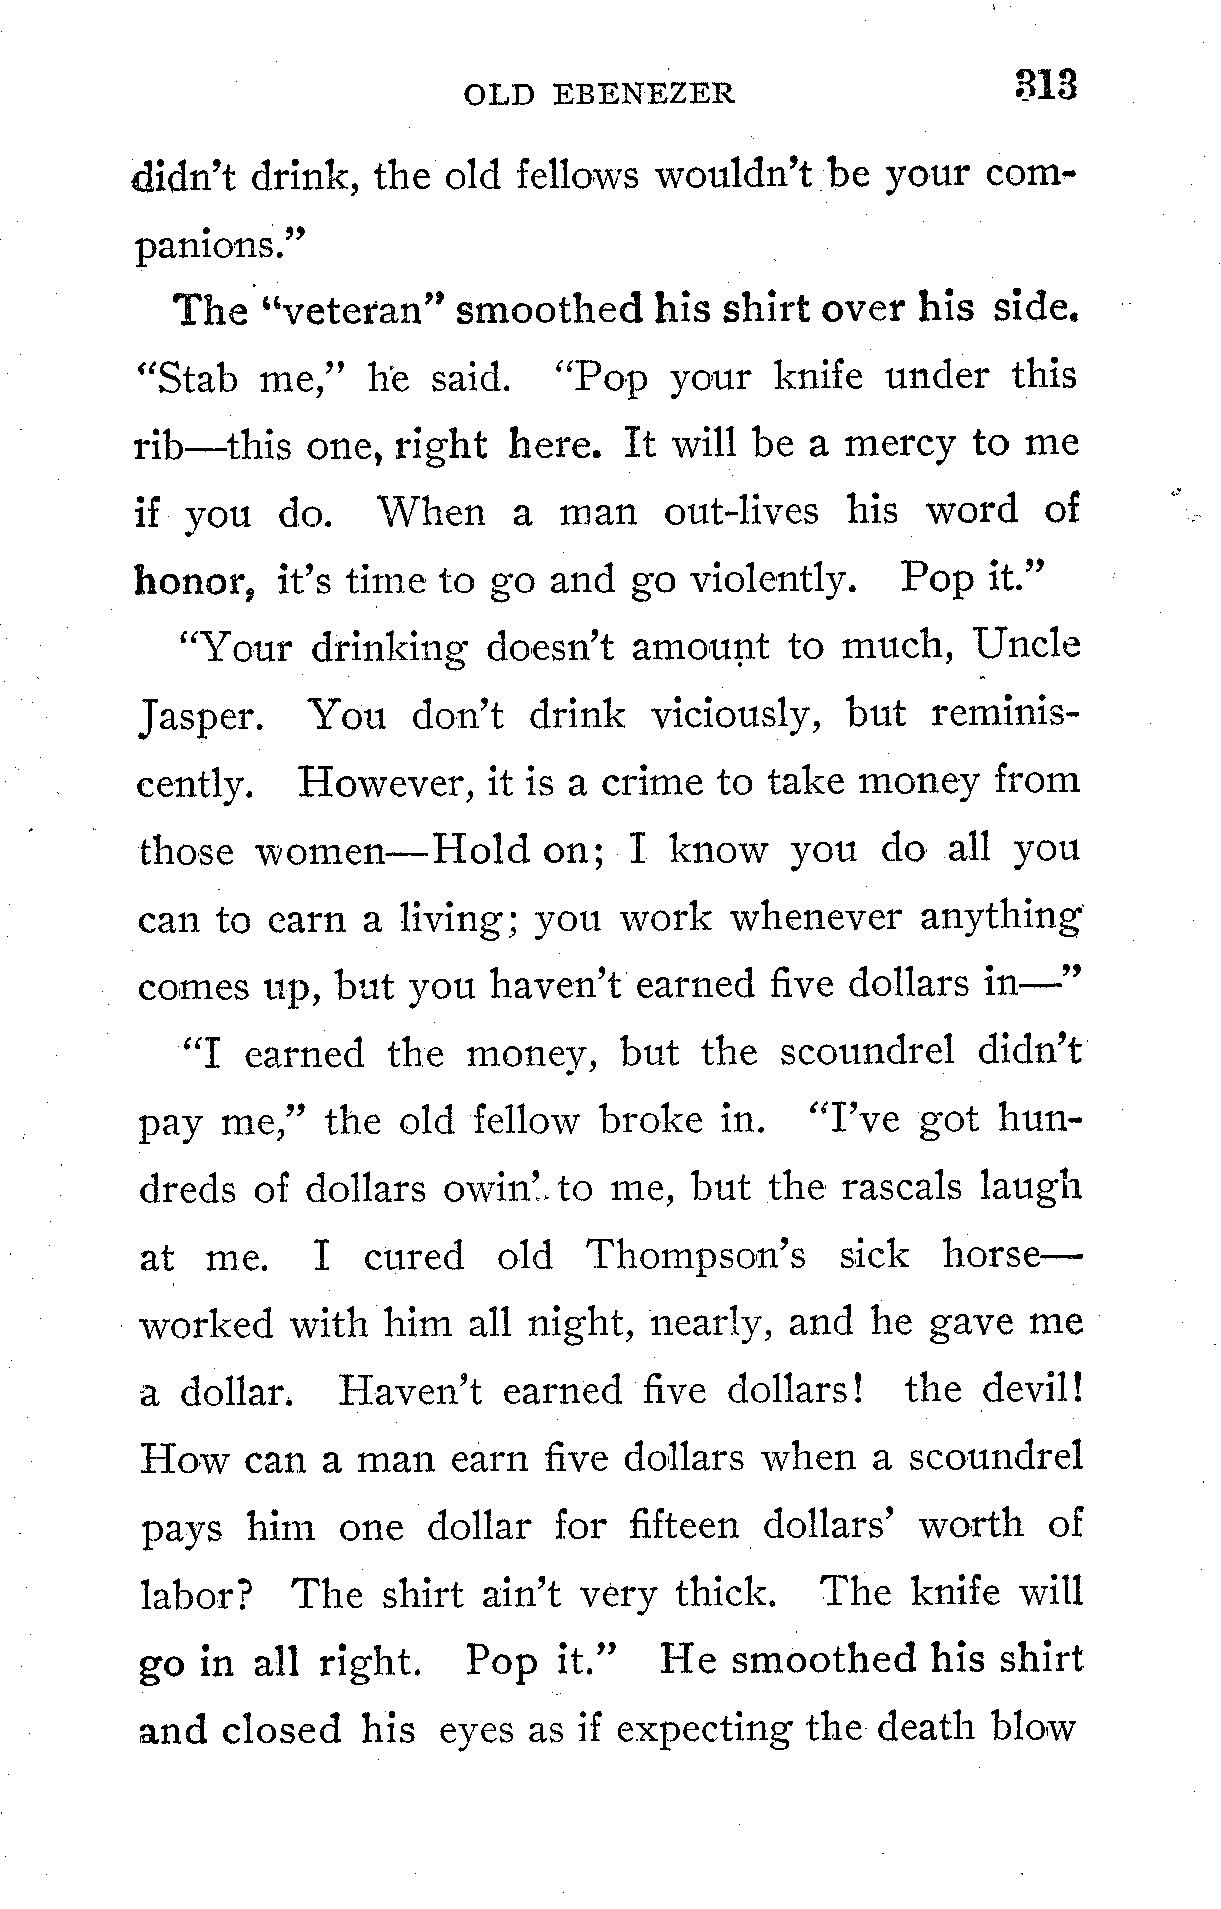 OLD EBENEZER 313
didn't drink, the old fellows wouldn't be your com-
panions."
The "veteran" smoothed his shirt over his side.
"Stab me," he said. "Pop your knife under this
rib—this one, right here. It will be a mercy to me
if you do. When a man out-lives his word of
honor, it's time to go and go violently. Pop it."
"Your drinking doesn't amount to much, Uncle
Jasper. You don't drink viciously, but reminis-
cently. However, it is a crime to take money from
those women—Hold on; I know you do all you
can to earn a living; you work whenever anything
comes up, but you haven't earned five dollars in—"
"I earned the money, but the scoundrel didn't
pay me," the old fellow broke in. "I've got hun-
dreds of dollars owin' to me, but the rascals laugh
at me. I cured old Thompson's sick horse—
worked with him all night, nearly, and he gave me
a dollar. Haven't earned five dollars! the devil!
How can a man earn five dollars when a scoundrel
pays him one dollar for fifteen dollars' worth of
labor? The shirt ain't very thick. The knife will
go in all right. Pop it." He smoothed his shirt
and closed his eyes as if expecting the death blow